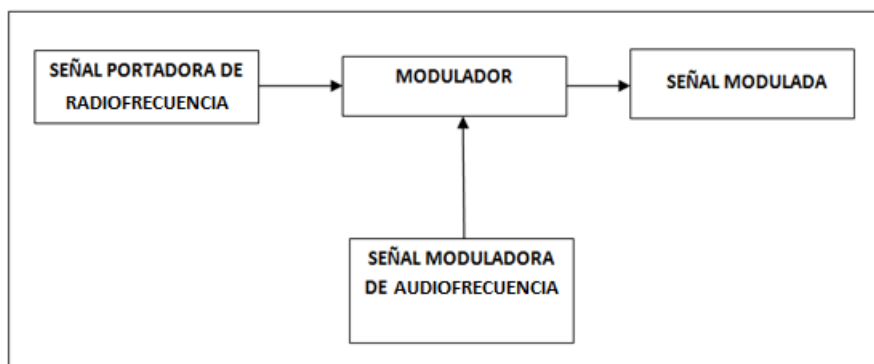 SEÑAL PORTADORA DE
RADIOFRECUENCIA
MODULADOR
SEÑAL MODULADA
SEÑAL MODULADORA
DE AUDIOFRECUENCIA